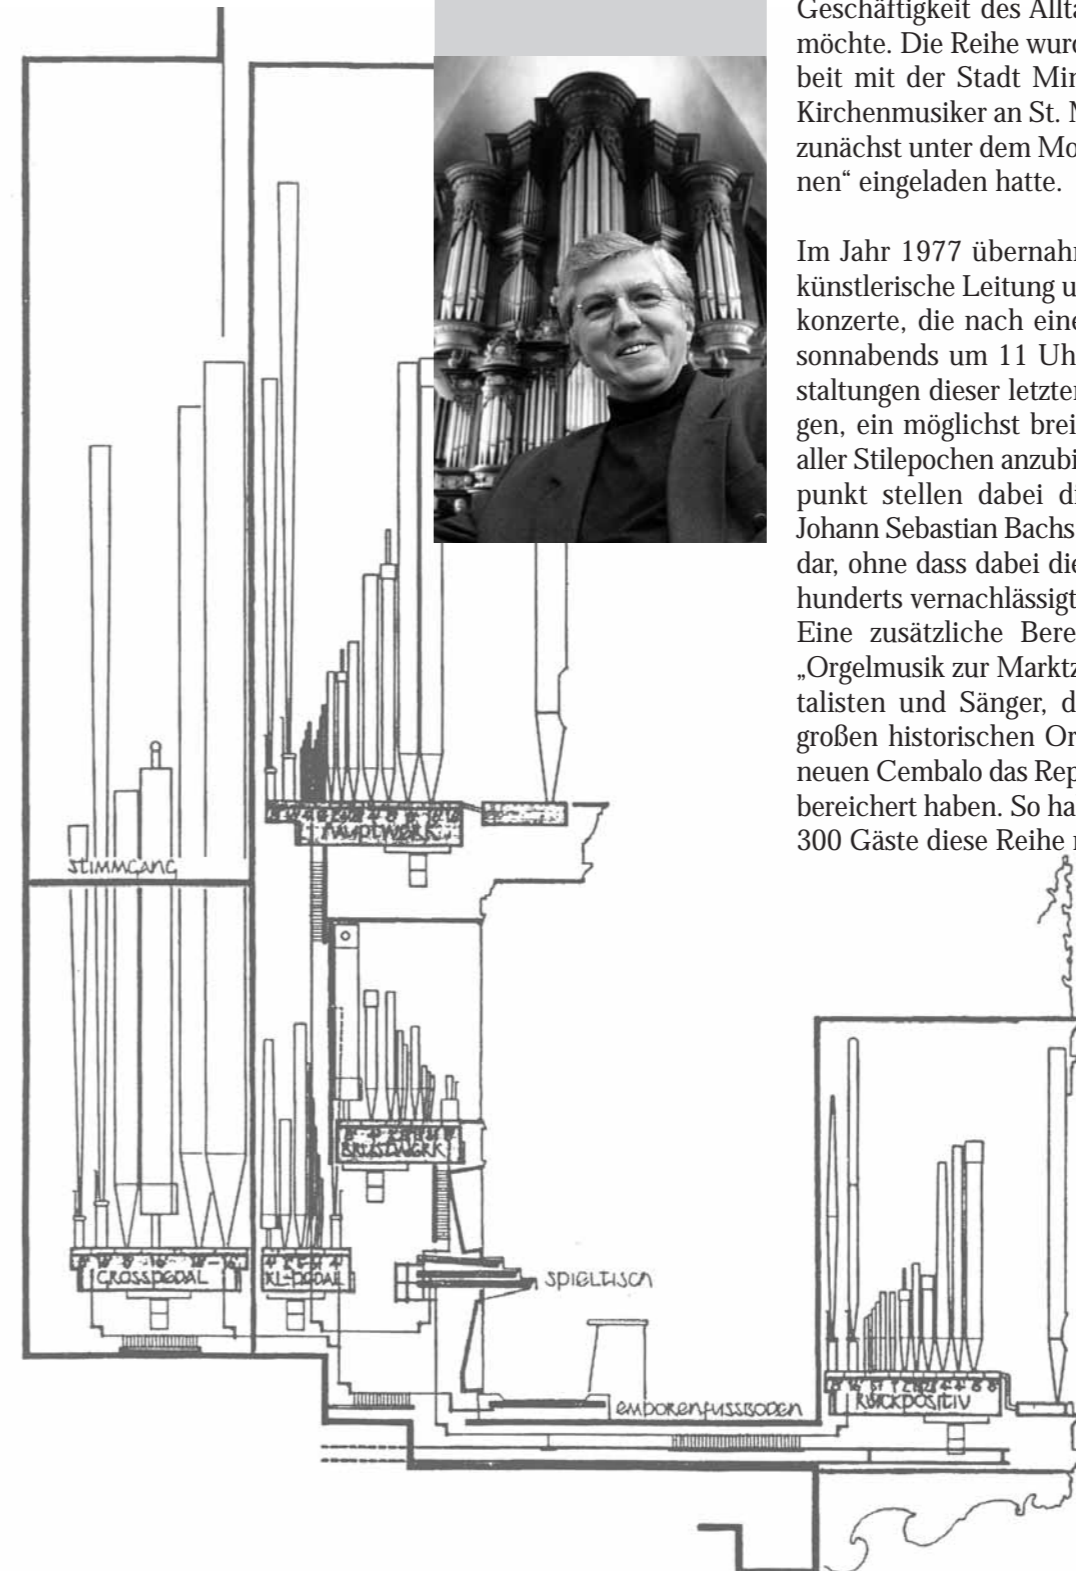 Geschäftigkeit des Allta
möchte. Die Reihe wurd
beit mit der Stadt Min
Kirchenmusiker an St. M
zunächst unter dem Mo
nen“ eingeladen hatte.
Im Jahr 1977 übernahm
künstlerische Leitung u
konzerte, die nach eine
sonnabends um 11 Uh
staltungen dieser letzten
gen, ein möglichst brei
aller Stilepochen anzubi
punkt stellen dabei di
Johann Sebastian Bachs
dar, ohne dass dabei die
hunderts vernachlässigt
Eine zusätzliche Bere
„Orgelmusik zur Marktz
talisten und Sänger, d
großen historischen Or
neuen Cembalo das Rep
bereichert haben. So ha
300 Gäste diese Reihe
HAUPTWERK
STIMMGANG
BRUSTWERK
GROSSPEDAL
KL-PEDAL
SPIELTISCH
EMPORENFUSSBODEN
RÜCKPOSITIV